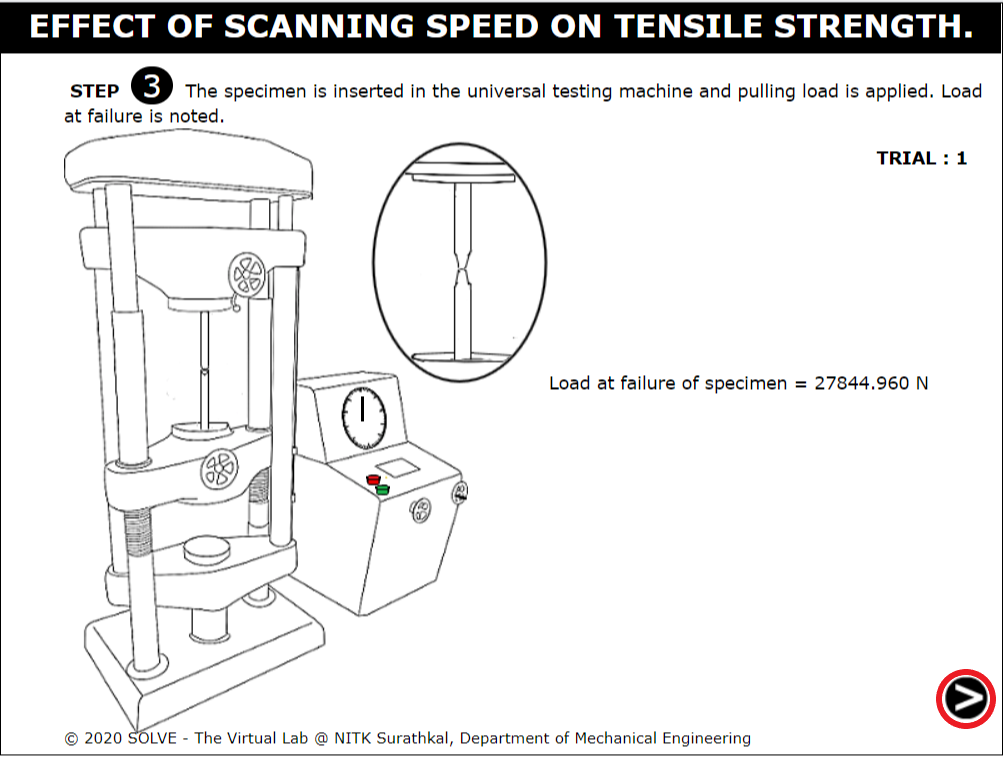 EFFECT OF SCANNING SPEED ON TENSILE STRENGTH.
STEP 3 The specimen is inserted in the universal testing machine and pulling load is applied. Load
at failure is noted.
TRIAL : 1
Load at failure of specimen = 27844.960 N
© 2020 SOLVE - The Virtual Lab @ NITK Surathkal, Department of Mechanical Engineering